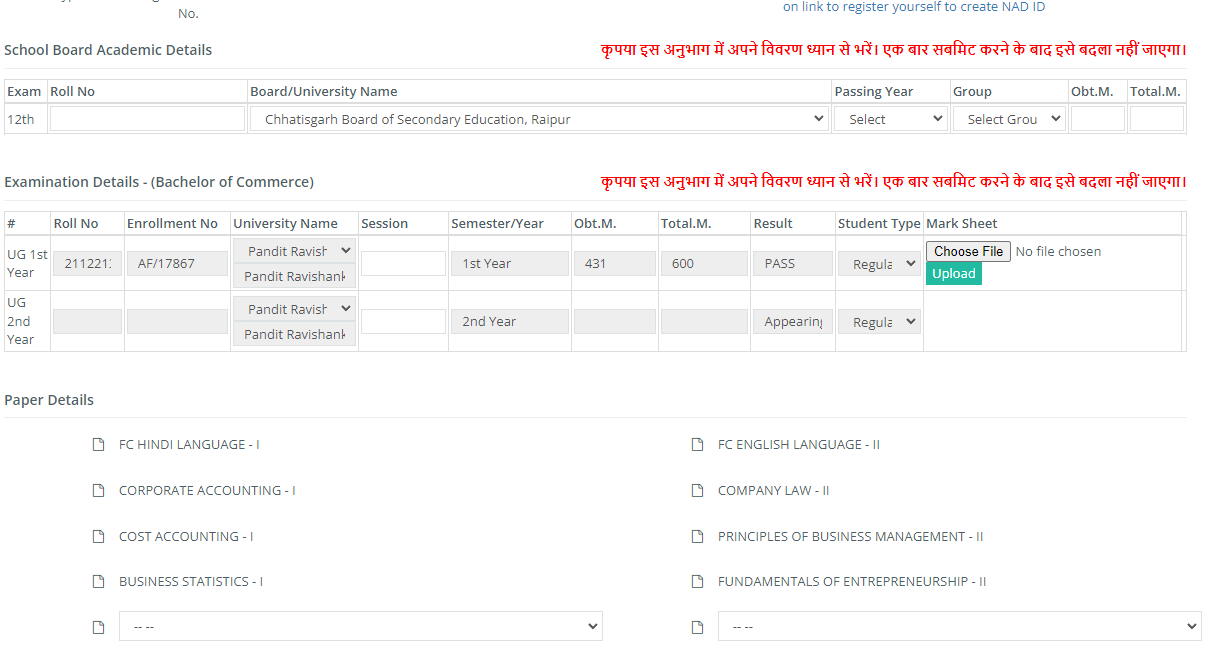 No.
on link to register yourself to create NAD ID
School Board Academic Details
कृपया इस अनुभाग में अपने विवरण ध्यान से भरें। एक बार सबमिट करने के बाद इसे बदला नहीं जाएगा।
Exam Roll No Board/University Name Passing Year Group Obt.M. Total.M.
12th Chhatisgarh Board of Secondary Education, Raipur Select Select Grou
Examination Details - (Bachelor of Commerce)
कृपया इस अनुभाग में अपने विवरण ध्यान से भरें। एक बार सबमिट करने के बाद इसे बदला नहीं जाएगा।
# Roll No Enrollment No University Name Session Semester/Year Obt.M. Total.M. Result Student Type Mark Sheet
UG 1st Year 211221 AF/17867 Pandit Ravish 1st Year 431 600 PASS Regula Choose File No file chosen
Pandit Ravishank Upload
UG 2nd Year Pandit Ravish 2nd Year Appearing Regula
Pandit Ravishank
Paper Details
FC HINDI LANGUAGE - I
FC ENGLISH LANGUAGE - II
CORPORATE ACCOUNTING - I
COMPANY LAW - II
COST ACCOUNTING - I
PRINCIPLES OF BUSINESS MANAGEMENT - II
BUSINESS STATISTICS - I
FUNDAMENTALS OF ENTREPRENEURSHIP - II
-- --
-- --